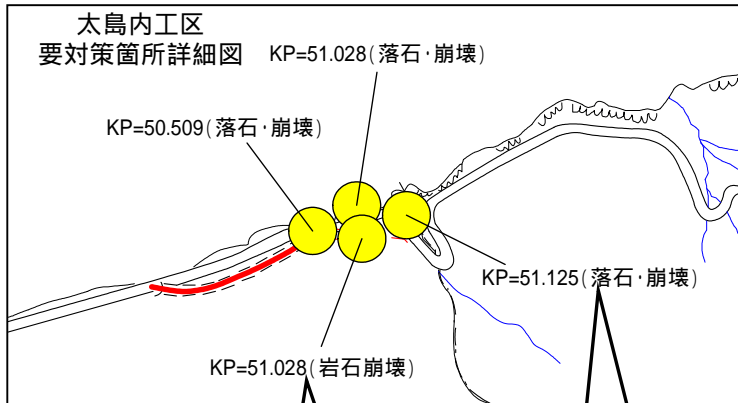 太島内工区
要対策箇所詳細図
KP=51.028(落石·崩壊)
KP=50.509(落石·崩壊)
KP=51.125(落石·崩壊)
KP=51.028(岩石崩壊)